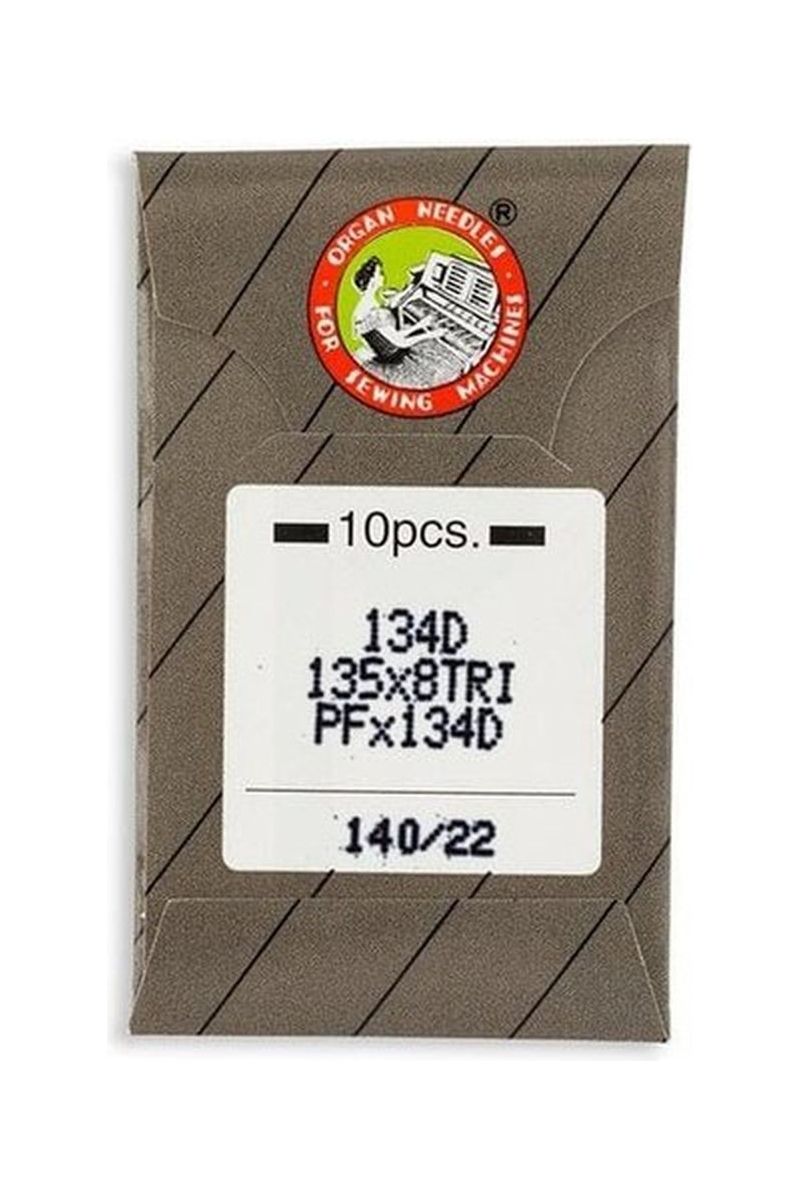 ORGAN NEEDLES ®
FOR SEWING MACHINES
10pcs.
134D
135x8TRI
PFx134D
140/22